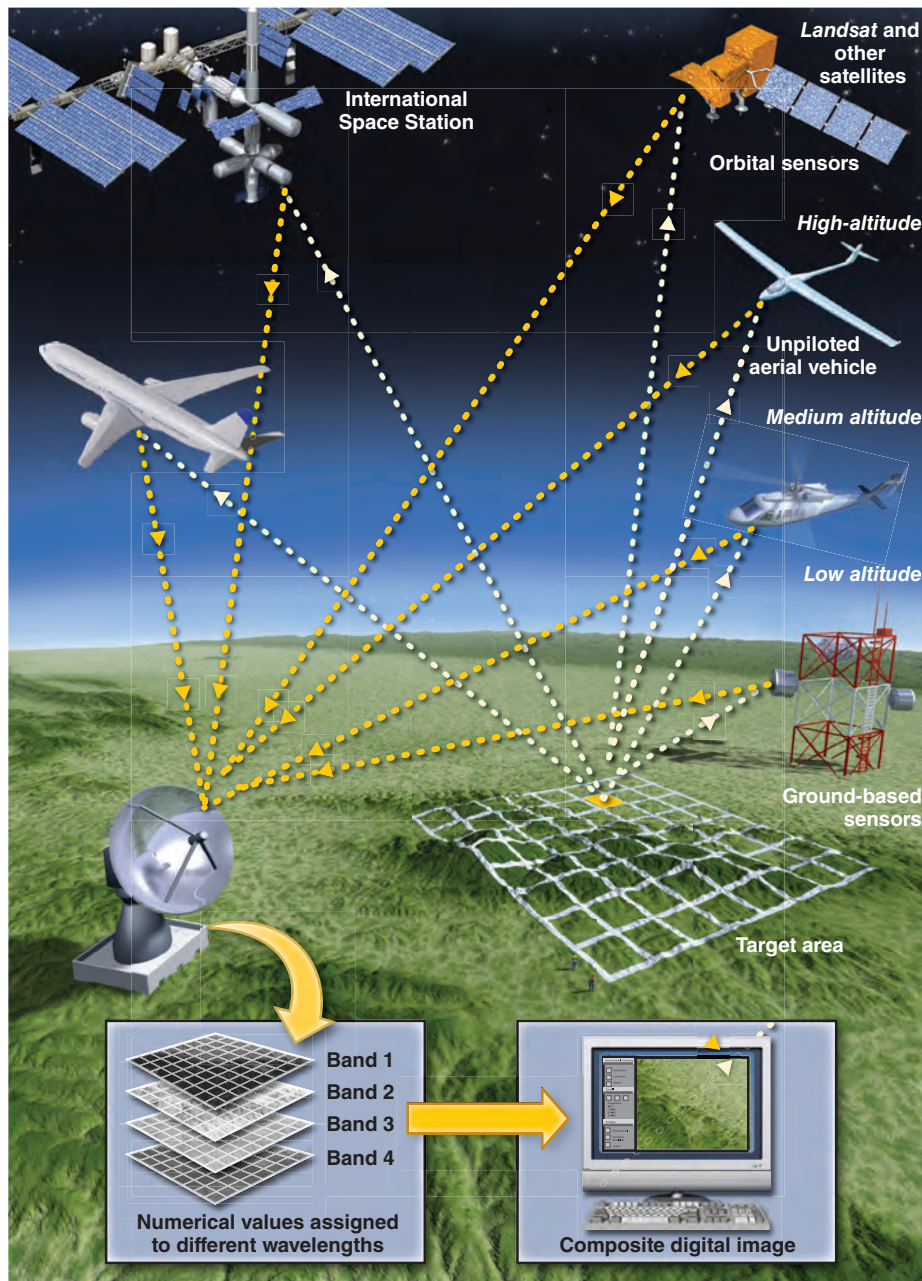 Landsat and
other
satellites
International
Space Station
Orbital sensors
High-altitude
Unpiloted
aerial vehicle
Medium altitude
Low altitude
Ground-based
sensors
Target area
Band 1
Band 2
Band 3
Band 4
Numerical values assigned
to different wavelengths
Composite digital image